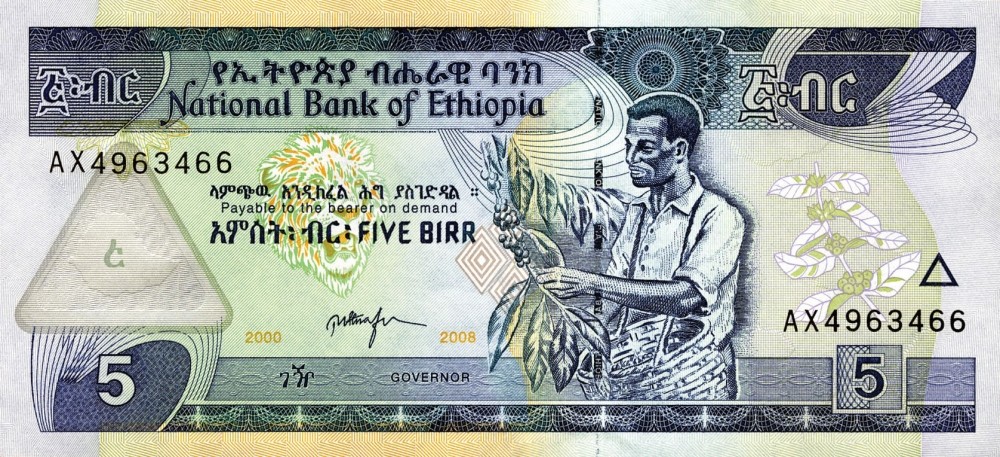 ፭፡ብር
የኢትዮጵያ ብሔራዊ ባንክ
National Bank of Ethiopia
፭፡ብር
AX4963466
ላምጭው እንዲከፈል ሕግ ያስገድዳል ።
Payable to the bearer on demand
አምስት፡ ብር፡ FIVE BIRR
2000
2008
AX4963466
5
ገዥ
GOVERNOR
5